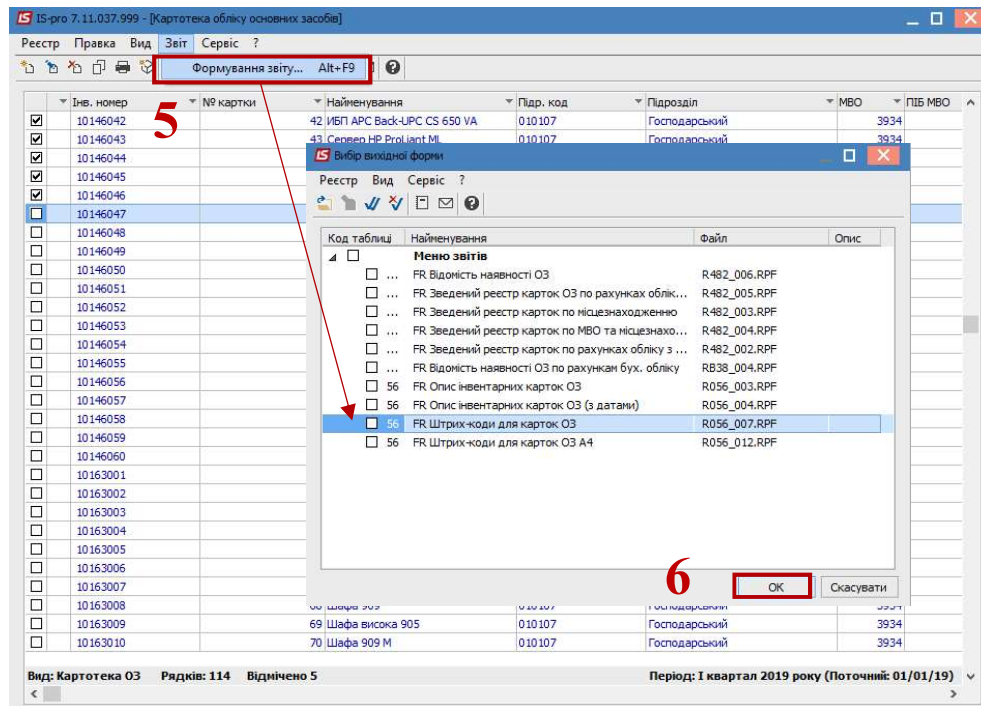 IS-pro 7.11.037.999 - [Картотека обліку основних засобів]
Реєстр Правка Вид Звіт Сервіс ?
Формування звіту... Alt+F9
5
Інв. номер № картки Найменування Підр. код Підрозділ МВО ПІБ МВО
10146042 42 ИБП APC Back-UPC CS 650 VA 010107 Господарський 3934
10146043 43 Сервер HP ProLiant ML 010107 Господарський 3934
10146044
10146045
10146046
10146047
10146048
10146049
10146050
10146051
10146052
10146053
10146054
10146055
10146056
10146057
10146058
10146059
10146060
10163001
10163002
10163003
10163004
10163005
10163006
10163007
10163008
10163009 69 Шафа висока 905 010107 Господарський 3934
10163010 70 Шафа 909 М 010107 Господарський 3934
Вибір вихідної форми
Реєстр Вид Сервіс ?
Код таблиці Найменування Файл Опис
Меню звітів
... FR Відомість наявності ОЗ R482_006.RPF
... FR Зведений реєстр карток ОЗ по рахунках облік... R482_005.RPF
... FR Зведений реєстр карток по місцезнаходженню R482_003.RPF
... FR Зведений реєстр карток по МВО та місцезнахо... R482_004.RPF
... FR Зведений реєстр карток по рахунках обліку з ... R482_002.RPF
... FR Відомість наявності ОЗ по рахункам бух. обліку RB38_004.RPF
56 FR Опис інвентарних карток ОЗ R056_003.RPF
56 FR Опис інвентарних карток ОЗ (з датами) R056_004.RPF
56 FR Штрих-коди для карток ОЗ R056_007.RPF
56 FR Штрих-коди для карток ОЗ А4 R056_012.RPF
6
OK Скасувати
Вид: Картотека ОЗ Рядків: 114 Відмічено 5 Період: I квартал 2019 року (Поточний: 01/01/19)